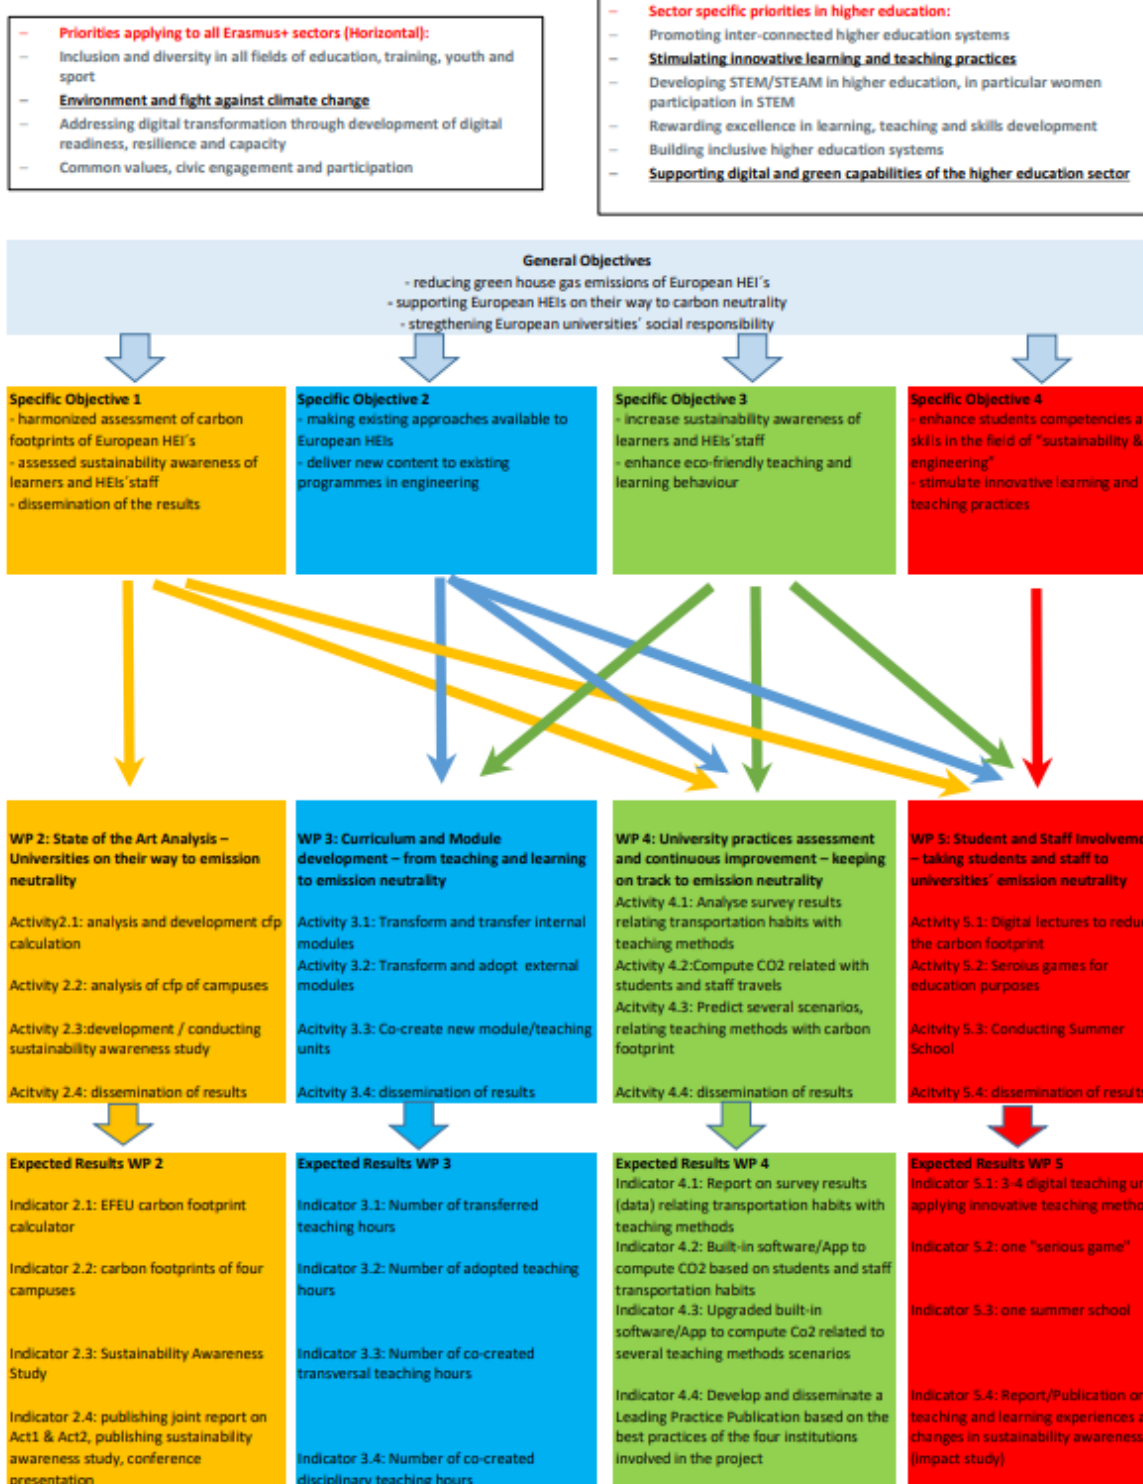 – Priorities applying to all Erasmus+ sectors (Horizontal):
– Inclusion and diversity in all fields of education, training, youth and
sport
– Environment and fight against climate change
– Addressing digital transformation through development of digital
readiness, resilience and capacity
– Common values, civic engagement and participation
– Sector specific priorities in higher education:
– Promoting inter-connected higher education systems
– Stimulating innovative learning and teaching practices
– Developing STEM/STEAM in higher education, in particular women
participation in STEM
– Rewarding excellence in learning, teaching and skills development
– Building inclusive higher education systems
– Supporting digital and green capabilities of the higher education sector
General Objectives
- reducing green house gas emissions of European HEI´s
- supporting European HEIs on their way to carbon neutrality
- stregthening European universities´ social responsibility
Specific Objective 1
- harmonized assessment of carbon
footprints of European HEI´s
- assessed sustainability awareness of
learners and HEIs´staff
- dissemination of the results
Specific Objective 2
- making existing approaches available to
European HEIs
- deliver new content to existing
programmes in engineering
Specific Objective 3
- increase sustainability awareness of
learners and HEIs´staff
- enhance eco-friendly teaching and
learning behaviour
Specific Objective 4
- enhance students competencies a
skills in the field of "sustainability &
engineering"
- stimulate innovative learning and
teaching practices
WP 2: State of the Art Analysis –
Universities on their way to emission
neutrality
Activity2.1: analysis and development cfp
calculation
Activity 2.2: analysis of cfp of campuses
Activity 2.3:development / conducting
sustainability awareness study
Acitvity 2.4: dissemination of results
WP 3: Curriculum and Module
development – from teaching and learning
to emission neutrality
Activity 3.1: Transform and transfer internal
modules
Activity 3.2: Transform and adopt external
modules
Acitivity 3.3: Co-create new module/teaching
units
Acitvity 3.4: dissemination of results
WP 4: University practices assessment
and continuous improvement – keeping
on track to emission neutrality
Activity 4.1: Analyse survey results
relating transportation habits with
teaching methods
Activity 4.2:Compute CO2 related with
students and staff travels
Acitvity 4.3: Predict several scenarios,
relating teaching methods with carbon
footprint
Acitvity 4.4: dissemination of results
WP 5: Student and Staff Involveme
– taking students and staff to
universities´ emission neutrality
Activity 5.1: Digital lectures to redu
the carbon footprint
Activity 5.2: Seroius games for
education purposes
Acitvity 5.3: Conducting Summer
School
Acitvity 5.4: dissemination of results
Expected Results WP 2
Indicator 2.1: EFEU carbon footprint
calculator
Indicator 2.2: carbon footprints of four
campuses
Indicator 2.3: Sustainability Awareness
Study
Indicator 2.4: publishing joint report on
Act1 & Act2, publishing sustainability
awareness study, conference
presentation
Expected Results WP 3
Indicator 3.1: Number of transferred
teaching hours
Indicator 3.2: Number of adopted teaching
hours
Indicator 3.3: Number of co-created
transversal teaching hours
Indicator 3.4: Number of co-created
disciplinary teaching hours
Expected Results WP 4
Indicator 4.1: Report on survey results
(data) relating transportation habits with
teaching methods
Indicator 4.2: Built-in software/App to
compute CO2 based on students and staff
transportation habits
Indicator 4.3: Upgraded built-in
software/App to compute Co2 related to
several teaching methods scenarios
Indicator 4.4: Develop and disseminate a
Leading Practice Publication based on the
best practices of the four institutions
involved in the project
Expected Results WP 5
Indicator 5.1: 3-4 digital teaching un
applying innovative teaching metho
Indicator 5.2: one "serious game"
Indicator 5.3: one summer school
Indicator 5.4: Report/Publication on
teaching and learning experiences a
changes in sustainability awareness
(impact study)